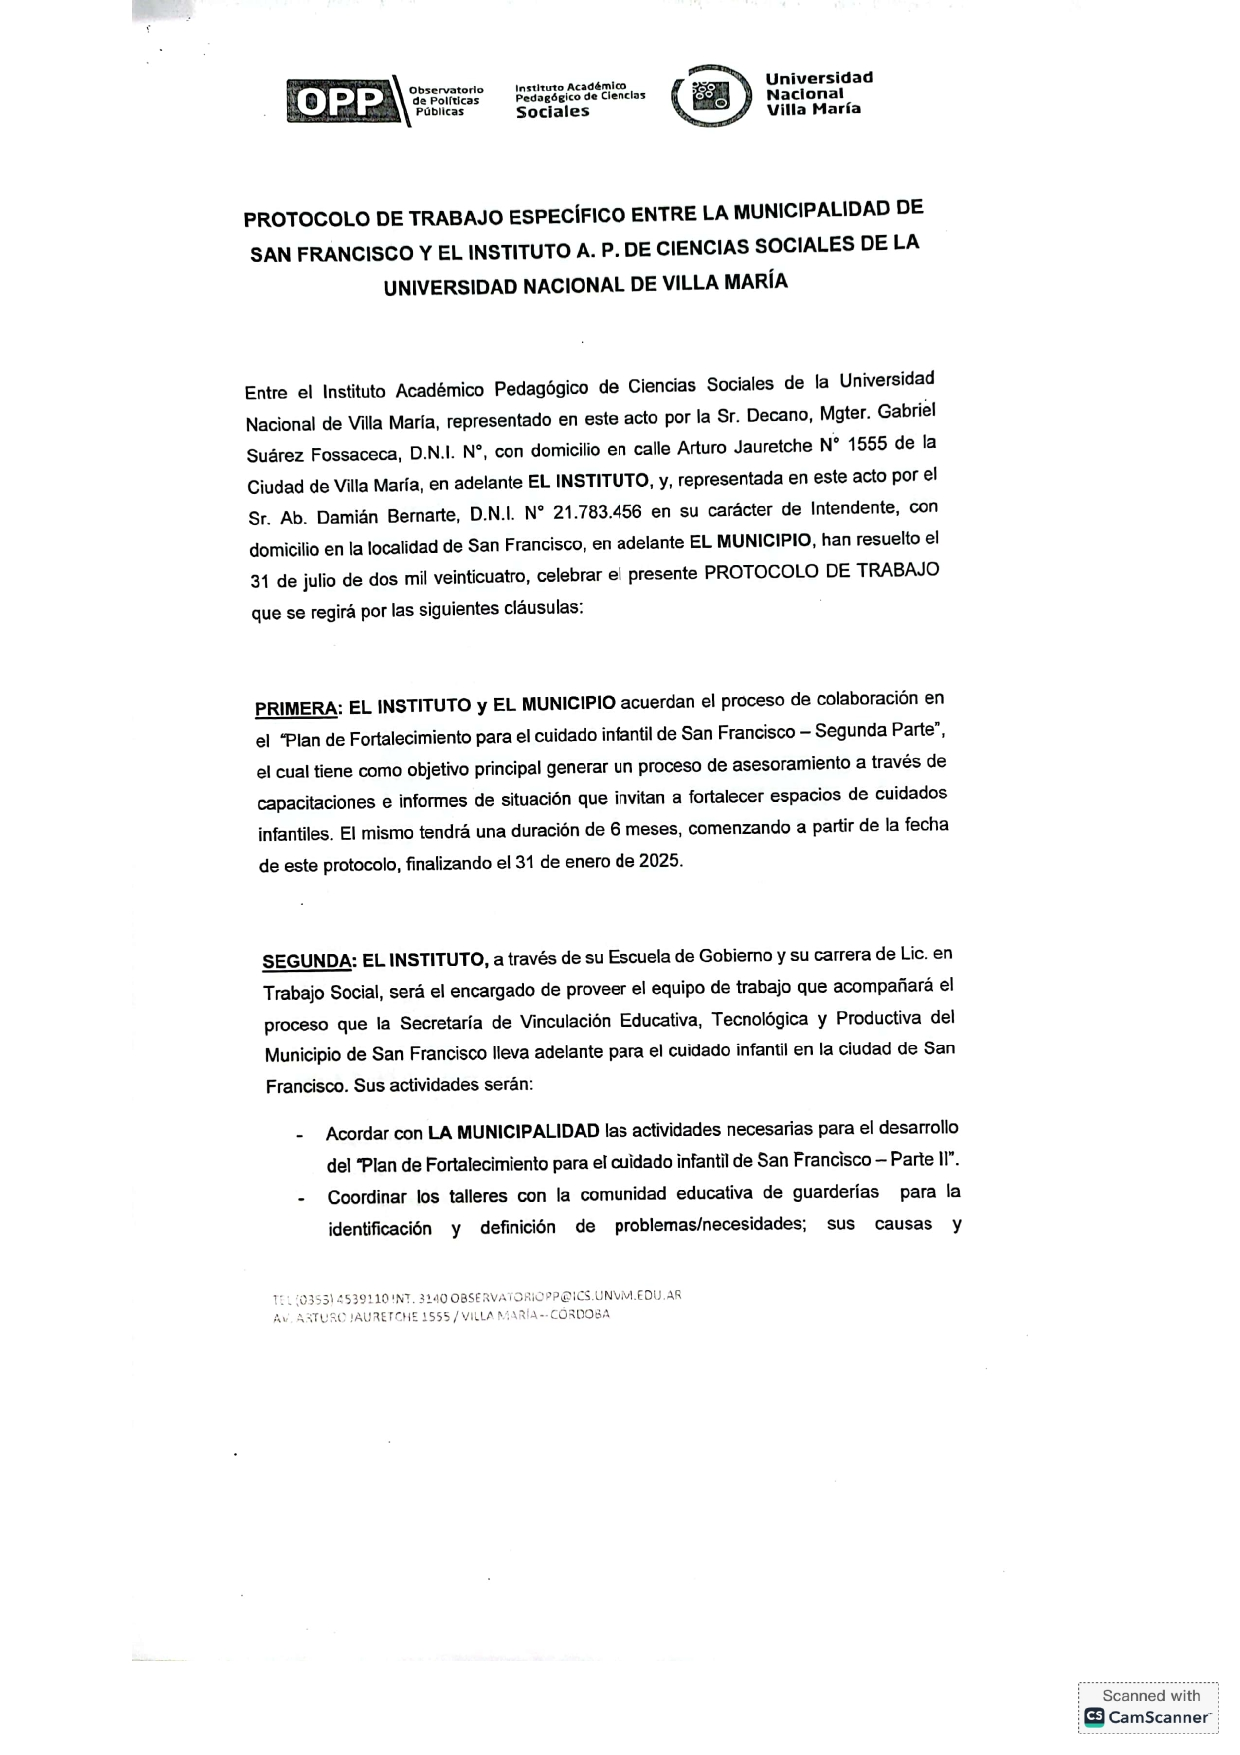 OPP Observatorio de Políticas Públicas
Instituto Académico Pedagógico de Ciencias Sociales
Universidad Nacional Villa María
PROTOCOLO DE TRABAJO ESPECÍFICO ENTRE LA MUNICIPALIDAD DE
SAN FRANCISCO Y EL INSTITUTO A. P. DE CIENCIAS SOCIALES DE LA
UNIVERSIDAD NACIONAL DE VILLA MARÍA
Entre el Instituto Académico Pedagógico de Ciencias Sociales de la Universidad
Nacional de Villa María, representado en este acto por la Sr. Decano, Mgter. Gabriel
Suárez Fossaceca, D.N.I. N°, con domicilio en calle Arturo Jauretche N° 1555 de la
Ciudad de Villa María, en adelante EL INSTITUTO, y, representada en este acto por el
Sr. Ab. Damián Bernarte, D.N.I. N° 21.783.456 en su carácter de Intendente, con
domicilio en la localidad de San Francisco, en adelante EL MUNICIPIO, han resuelto el
31 de julio de dos mil veinticuatro, celebrar el presente PROTOCOLO DE TRABAJO
que se regirá por las siguientes cláusulas:
PRIMERA: EL INSTITUTO y EL MUNICIPIO acuerdan el proceso de colaboración en
el "Plan de Fortalecimiento para el cuidado infantil de San Francisco – Segunda Parte",
el cual tiene como objetivo principal generar un proceso de asesoramiento a través de
capacitaciones e informes de situación que invitan a fortalecer espacios de cuidados
infantiles. El mismo tendrá una duración de 6 meses, comenzando a partir de la fecha
de este protocolo, finalizando el 31 de enero de 2025.
SEGUNDA: EL INSTITUTO, a través de su Escuela de Gobierno y su carrera de Lic. en
Trabajo Social, será el encargado de proveer el equipo de trabajo que acompañará el
proceso que la Secretaría de Vinculación Educativa, Tecnológica y Productiva del
Municipio de San Francisco lleva adelante para el cuidado infantil en la ciudad de San
Francisco. Sus actividades serán:
- Acordar con LA MUNICIPALIDAD las actividades necesarias para el desarrollo
del "Plan de Fortalecimiento para el cuidado infantil de San Francisco – Parte II".
- Coordinar los talleres con la comunidad educativa de guarderías para la
identificación y definición de problemas/necesidades; sus causas y
TEL (0353) 4539110 INT. 3140 OBSERVATORIOPP@ICS.UNVM.EDU.AR
AV. ARTURO JAURETCHE 1555 / VILLA MARÍA – CÓRDOBA
Scanned with
CS CamScanner